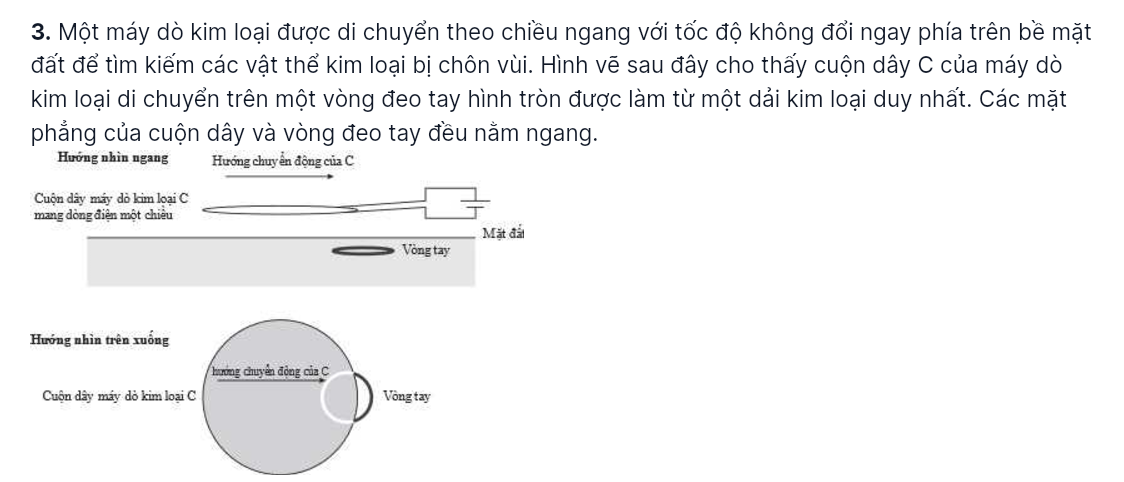 3. Một máy dò kim loại được di chuyển theo chiều ngang với tốc độ không đổi ngay phía trên bề mặt
đất để tìm kiếm các vật thể kim loại bị chôn vùi. Hình vẽ sau đây cho thấy cuộn dây C của máy dò
kim loại di chuyển trên một vòng đeo tay hình tròn được làm từ một dải kim loại duy nhất. Các mặt
phẳng của cuộn dây và vòng đeo tay đều nằm ngang.
Hướng nhìn ngang
Hướng chuyển động của C
Cuộn dây máy dò kim loại C
mang dòng điện một chiều
Mặt đất
Vòng tay
Hướng nhìn trên xuống
hướng chuyển động của C
Cuộn dây máy dò kim loại C
Vòng tay